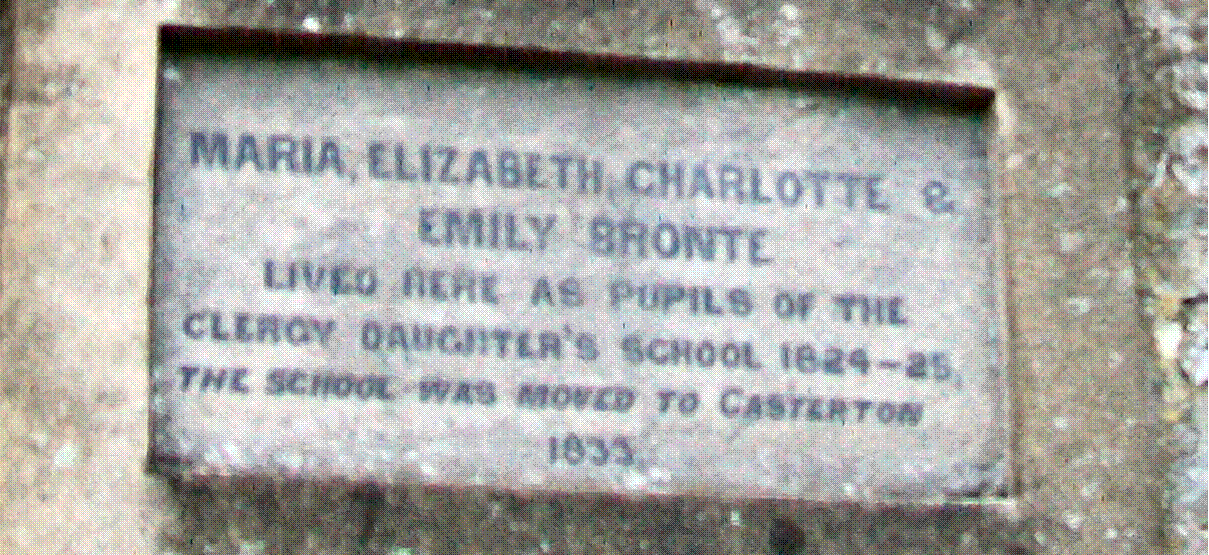 MARIA, ELIZABETH, CHARLOTTE &
EMILY BRONTE
LIVED HERE AS PUPILS OF THE
CLERGY DAUGHTER'S SCHOOL 1824-25,
THE SCHOOL WAS MOVED TO CASTERTON
1833.